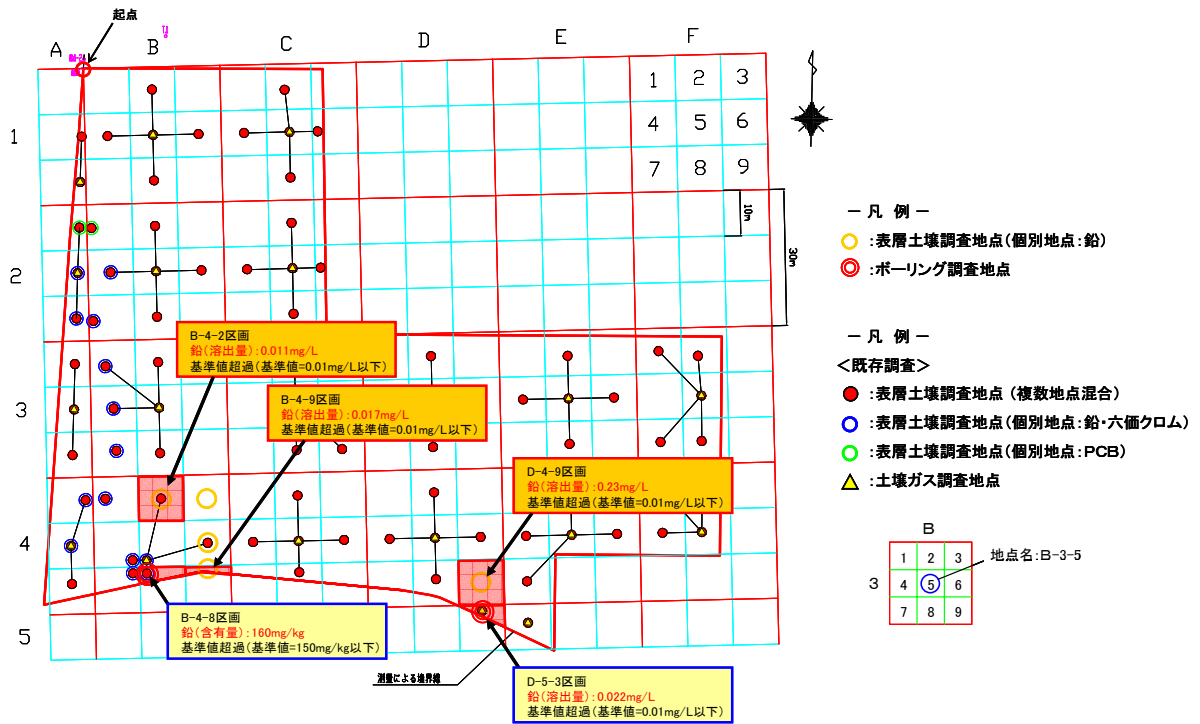 起点
A
B
C
D
E
F
1
2
3
4
5
1 2 3
4 5 6
7 8 9
10m
30m
B-4-2区画
鉛(溶出量):0.011mg/L
基準値超過(基準値=0.01mg/L以下)
B-4-9区画
鉛(溶出量):0.017mg/L
基準値超過(基準値=0.01mg/L以下)
D-4-9区画
鉛(溶出量):0.23mg/L
基準値超過(基準値=0.01mg/L以下)
B-4-8区画
鉛(含有量):160mg/kg
基準値超過(基準値=150mg/kg以下)
D-5-3区画
鉛(溶出量):0.022mg/L
基準値超過(基準値=0.01mg/L以下)
測量による境界線
- 凡 例 -
:表層土壌調査地点(個別地点:鉛)
:ボーリング調査地点
- 凡 例 -
<既存調査>
:表層土壌調査地点(複数地点混合)
:表層土壌調査地点(個別地点:鉛・六価クロム)
:表層土壌調査地点(個別地点:PCB)
:土壌ガス調査地点
B
3
1 2 3
4 5 6
7 8 9
地点名:B-3-5